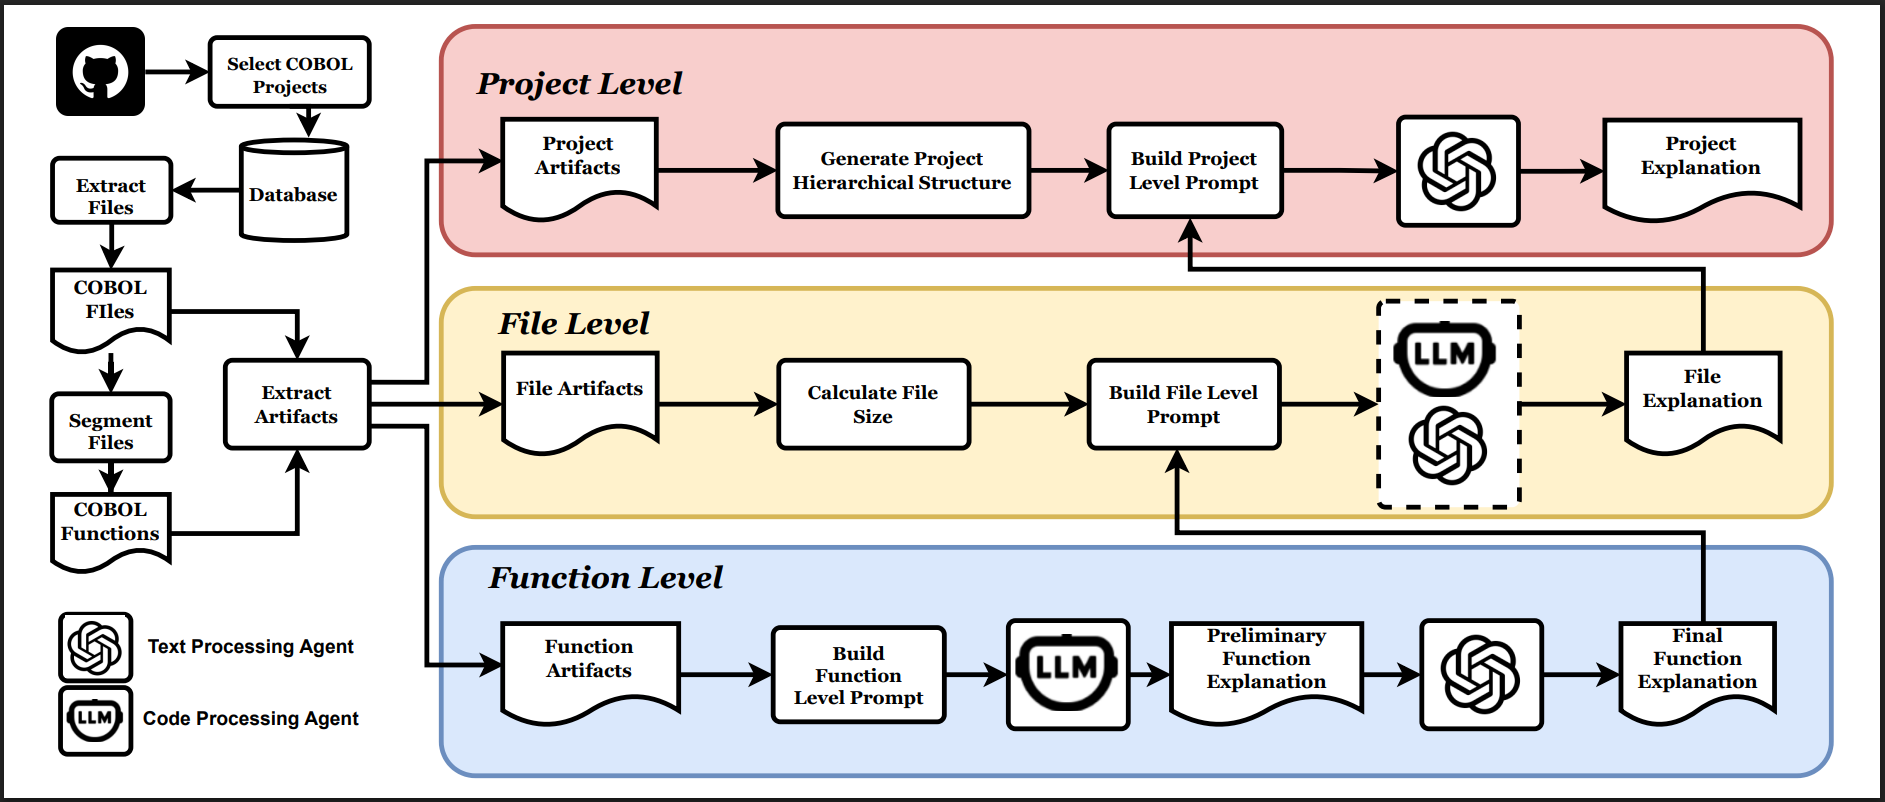 Select COBOL
Projects
Database
Extract
Files
COBOL
FIles
Segment
Files
COBOL
Functions
Extract
Artifacts
Text Processing Agent
LLM
Code Processing Agent
Project Level
Project
Artifacts
Generate Project
Hierarchical Structure
Build Project
Level Prompt
Project
Explanation
File Level
File Artifacts
Calculate File
Size
Build File Level
Prompt
LLM
File
Explanation
Function Level
Function
Artifacts
Build
Function
Level Prompt
LLM
Preliminary
Function
Explanation
Final
Function
Explanation